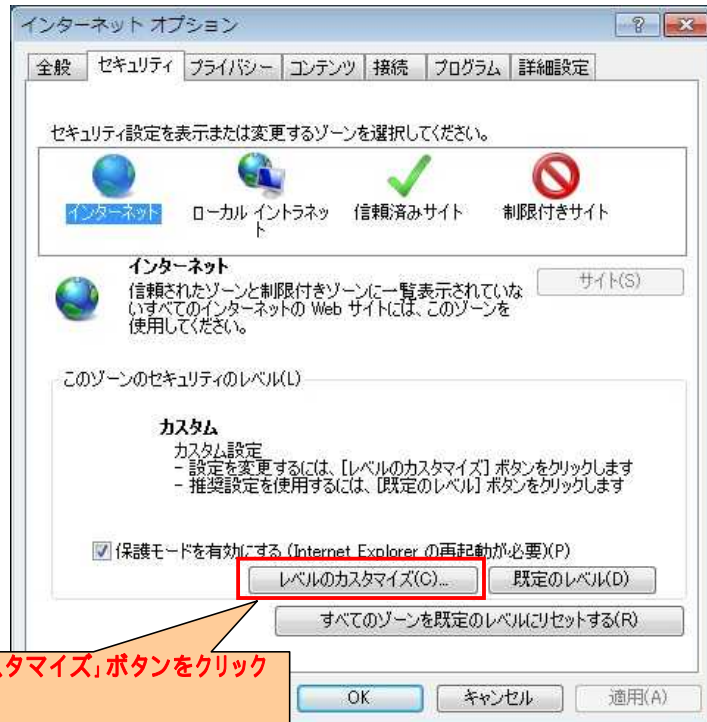 インターネット オプション
全般 セキュリティ プライバシー コンテンツ 接続 プログラム 詳細設定
セキュリティ設定を表示または変更するゾーンを選択してください。
インターネット
ローカル イントラネッ
ト
信頼済みサイト
制限付きサイト
インターネット
信頼されたゾーンと制限付きゾーンに一覧表示されていな
いすべてのインターネットの Web サイトには、このゾーンを
使用してください。
サイト(S)
このゾーンのセキュリティのレベル(L)
カスタム
カスタム設定
- 設定を変更するには、[レベルのカスタマイズ] ボタンをクリックします
- 推奨設定を使用するには、[既定のレベル] ボタンをクリックします
保護モードを有効にする (Internet Explorer の再起動が必要)(P)
レベルのカスタマイズ(C)... 既定のレベル(D)
すべてのゾーンを既定のレベルにリセットする(R)
スタマイズ」ボタンをクリック
OK キャンセル 適用(A)